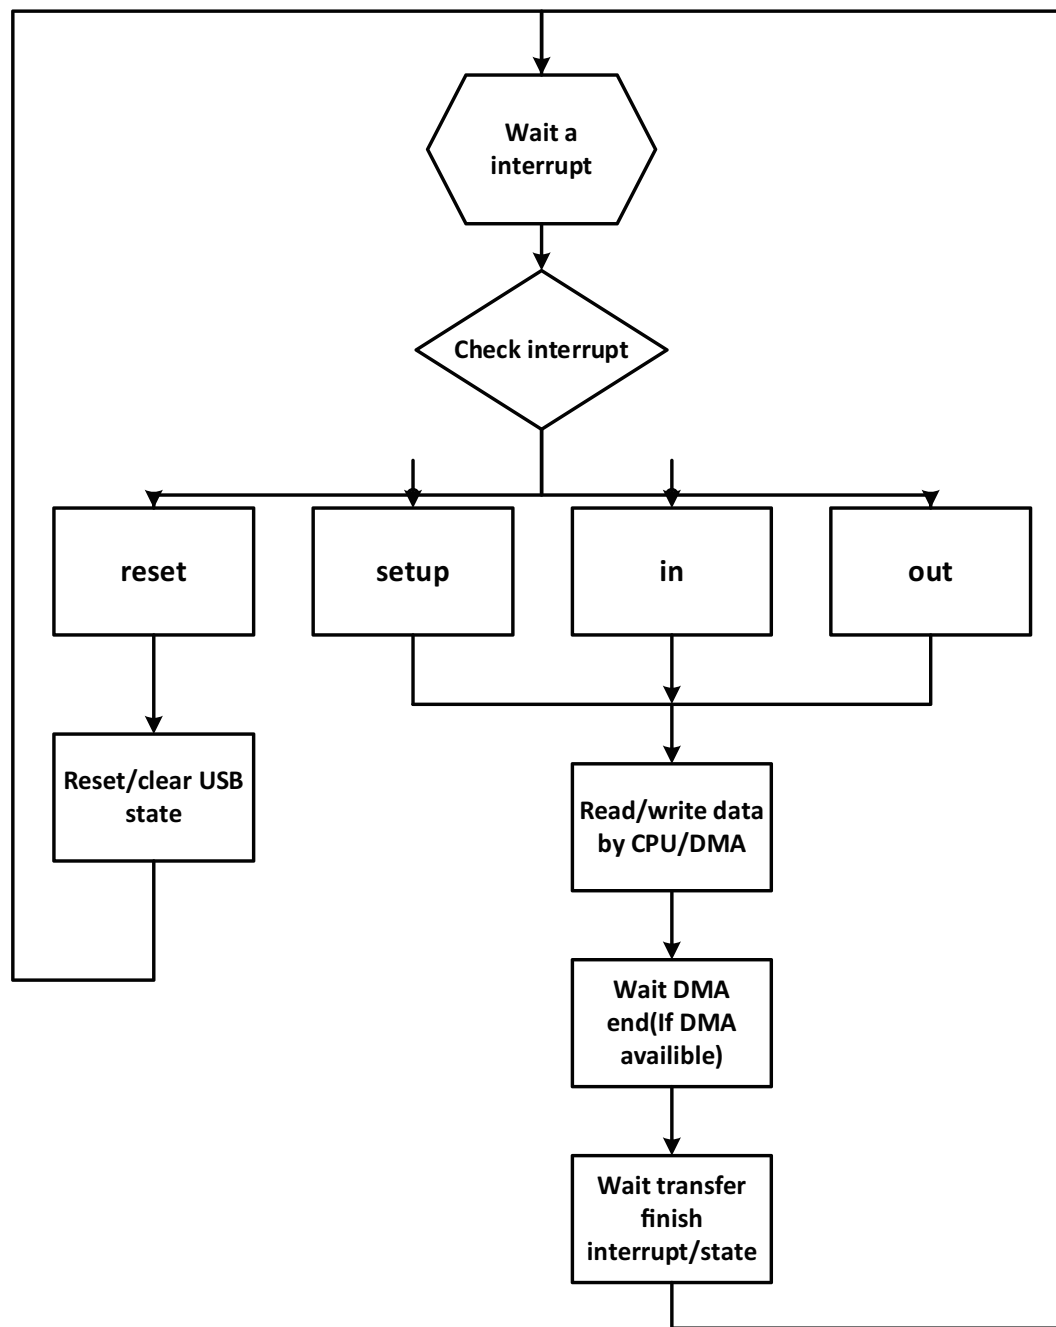 Wait a
interrupt
Check interrupt
reset
setup
in
out
Reset/clear USB
state
Read/write data
by CPU/DMA
Wait DMA
end(If DMA
availible)
Wait transfer
finish
interrupt/state